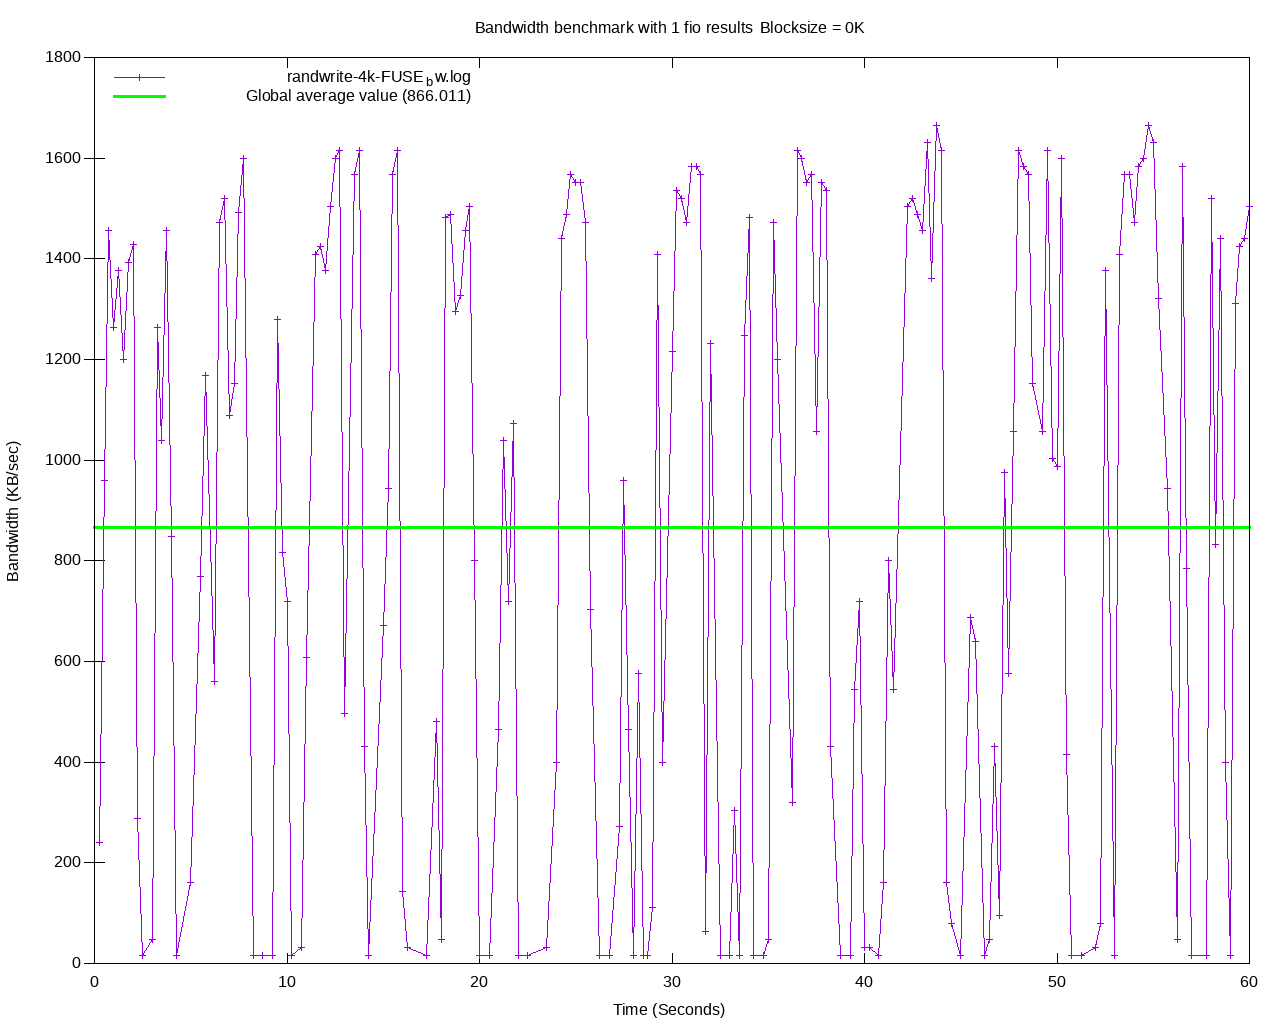 Bandwidth benchmark with 1 fio results Blocksize = 0K
1800
1600
1400
1200
1000
800
600
400
200
0
Bandwidth (KB/sec)
randwrite-4k-FUSEbw.log
Global average value (866.011)
0 10 20 30 40 50 60
Time (Seconds)